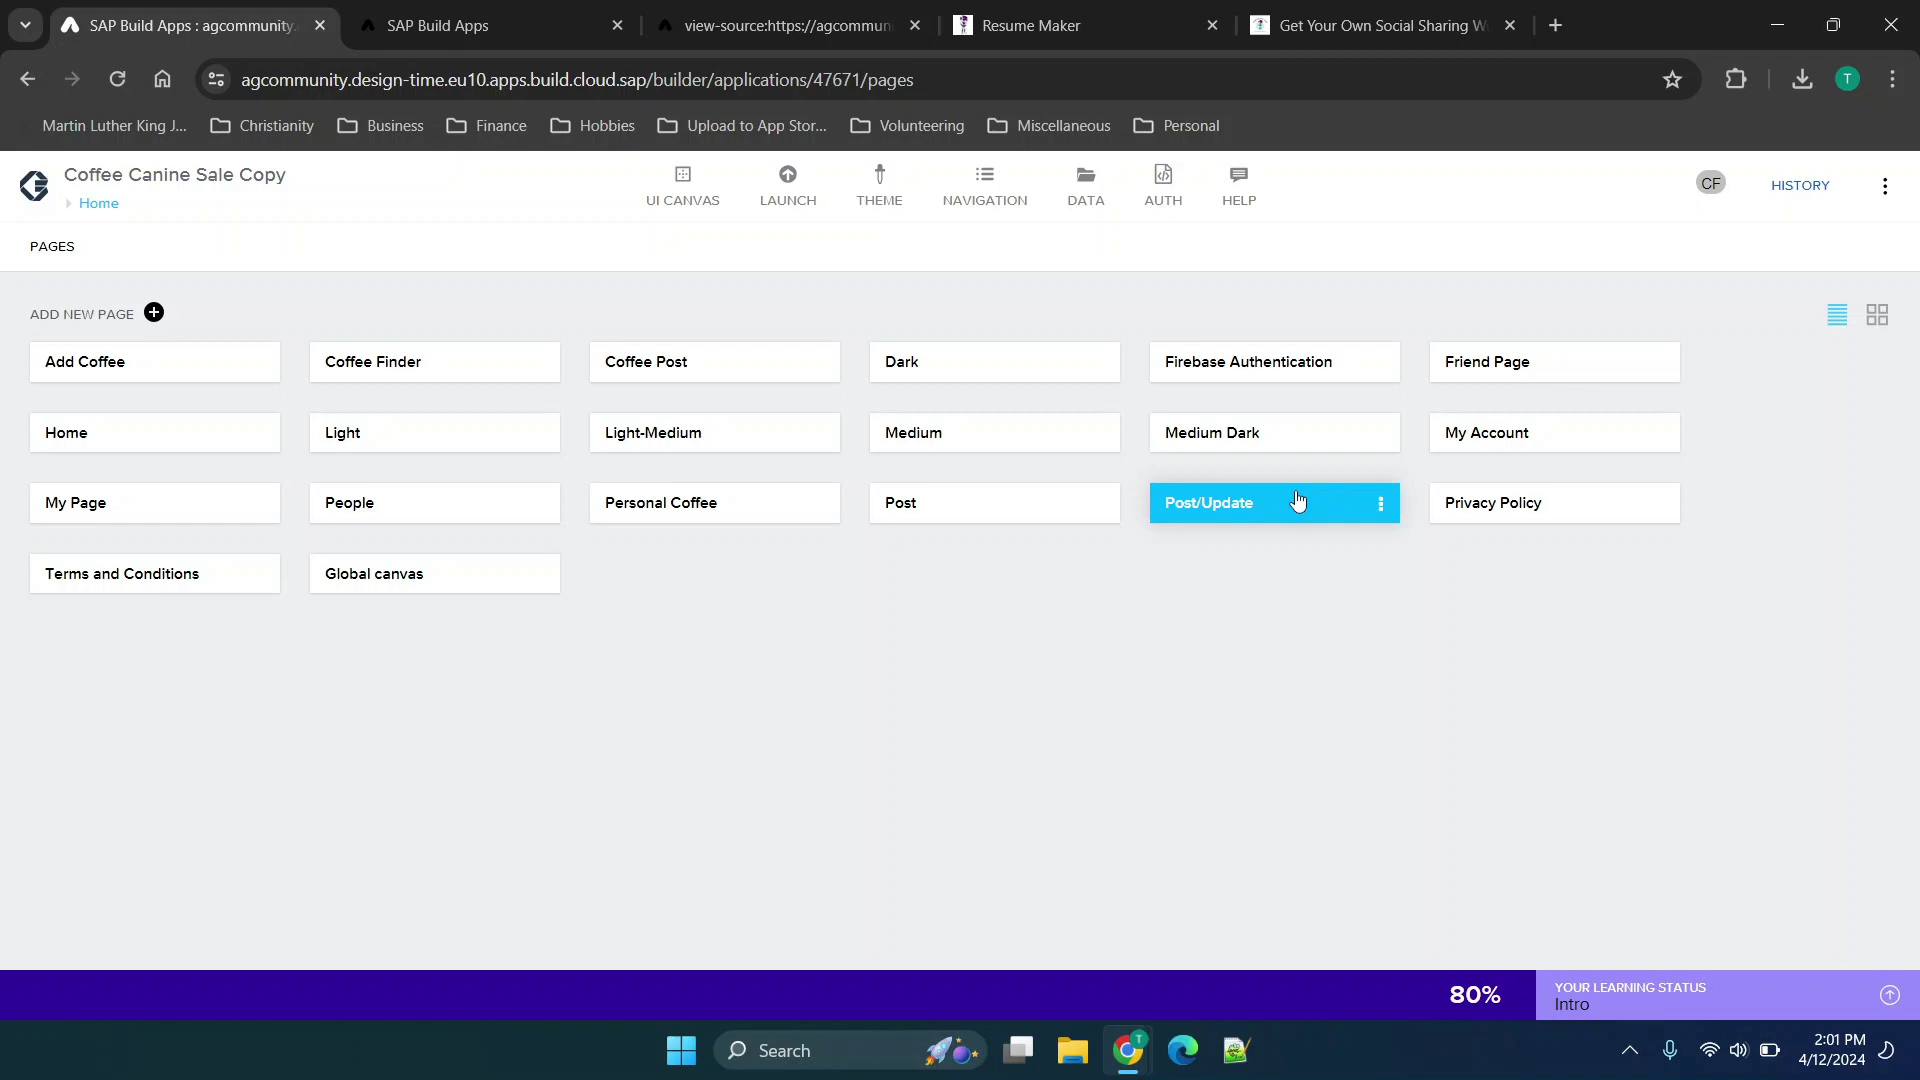 SAP Build Apps : agcommunity.
SAP Build Apps
view-source:https://agcommun
Resume Maker
Get Your Own Social Sharing W
agcommunity.design-time.eu10.apps.build.cloud.sap/builder/applications/47671/pages
T
Martin Luther King J...
Christianity
Business
Finance
Hobbies
Upload to App Stor...
Volunteering
Miscellaneous
Personal
Coffee Canine Sale Copy
Home
UI CANVAS
LAUNCH
THEME
NAVIGATION
DATA
AUTH
HELP
CF
HISTORY
PAGES
ADD NEW PAGE
Add Coffee
Coffee Finder
Coffee Post
Dark
Firebase Authentication
Friend Page
Home
Light
Light-Medium
Medium
Medium Dark
My Account
My Page
People
Personal Coffee
Post
Post/Update
Privacy Policy
Terms and Conditions
Global canvas
80%
YOUR LEARNING STATUS
Intro
Search
T
2:01 PM
4/12/2024